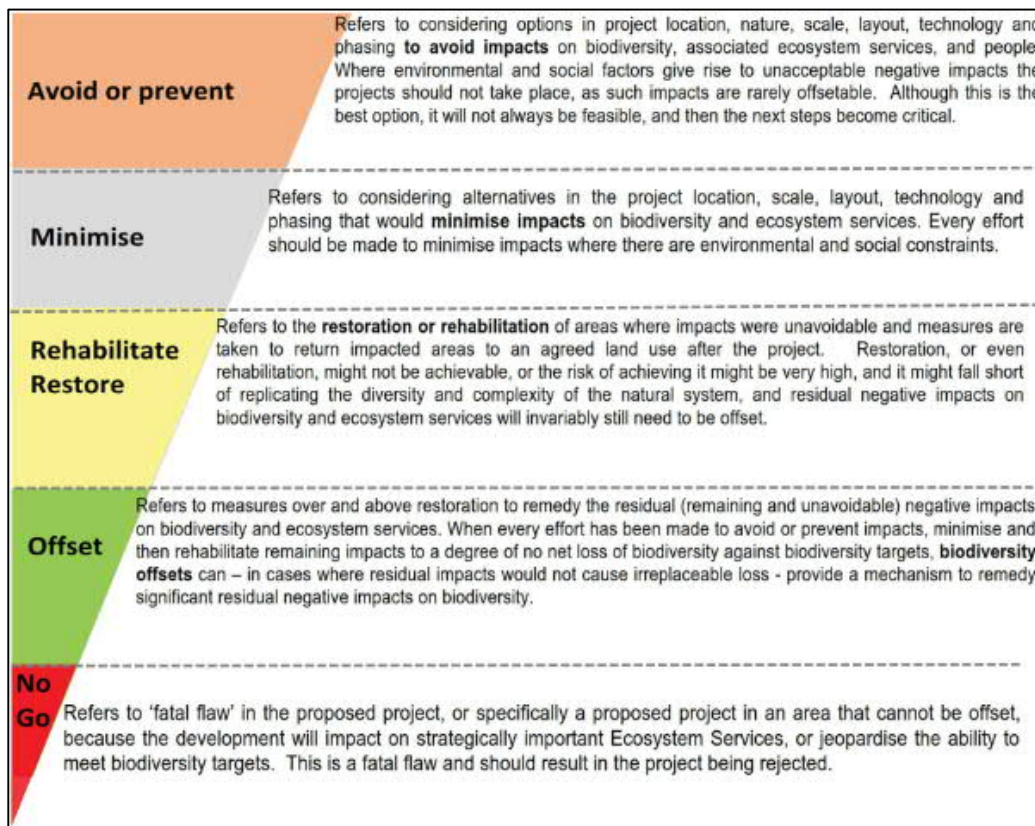 Refers to considering options in project location, nature, scale, layout, technology and
phasing to avoid impacts on biodiversity, associated ecosystem services, and people
Where environmental and social factors give rise to unacceptable negative impacts the
projects should not take place, as such impacts are rarely offsetable. Although this is the
best option, it will not always be feasible, and then the next steps become critical.
Avoid or prevent
Refers to considering alternatives in the project location, scale, layout, technology and
phasing that would minimise impacts on biodiversity and ecosystem services. Every effort
should be made to minimise impacts where there are environmental and social constraints.
Minimise
Refers to the restoration or rehabilitation of areas where impacts were unavoidable and measures are
taken to return impacted areas to an agreed land use after the project. Restoration, or even
rehabilitation, might not be achievable, or the risk of achieving it might be very high, and it might fall short
of replicating the diversity and complexity of the natural system, and residual negative impacts on
biodiversity and ecosystem services will invariably still need to be offset.
Rehabilitate
Restore
Refers to measures over and above restoration to remedy the residual (remaining and unavoidable) negative impacts
on biodiversity and ecosystem services. When every effort has been made to avoid or prevent impacts, minimise and
then rehabilitate remaining impacts to a degree of no net loss of biodiversity against biodiversity targets, biodiversity
offsets can – in cases where residual impacts would not cause irreplaceable loss - provide a mechanism to remedy
significant residual negative impacts on biodiversity.
Offset
No
Go
Refers to ‘fatal flaw’ in the proposed project, or specifically a proposed project in an area that cannot be offset,
because the development will impact on strategically important Ecosystem Services, or jeopardise the ability to
meet biodiversity targets. This is a fatal flaw and should result in the project being rejected.